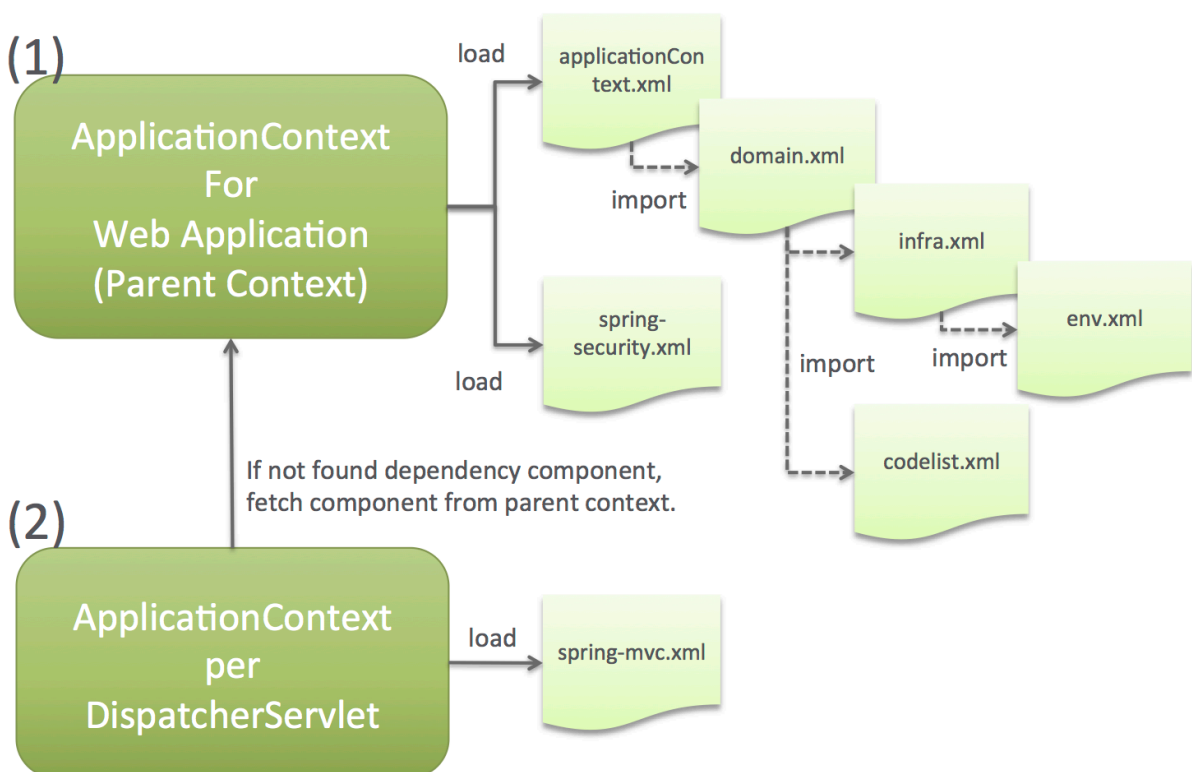 (1)
ApplicationContext
For
Web Application
(Parent Context)
load
applicationCon
text.xml
import
domain.xml
infra.xml
import
env.xml
import
codelist.xml
load
spring-
security.xml
If not found dependency component,
fetch component from parent context.
(2)
ApplicationContext
per
DispatcherServlet
load
spring-mvc.xml